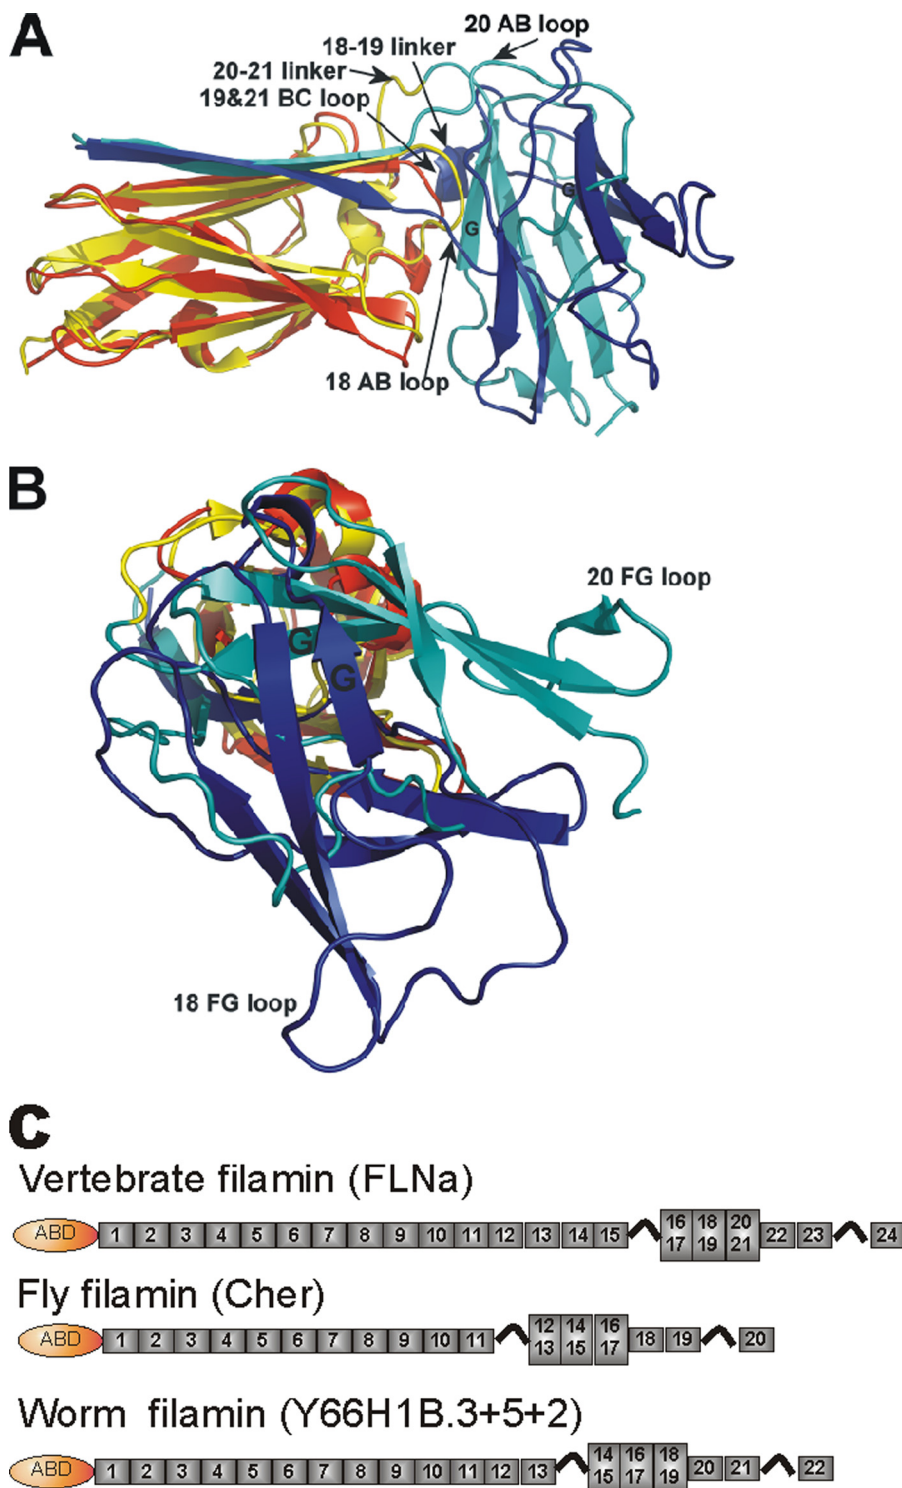 A
20 AB loop
18-19 linker
20-21 linker
19&21 BC loop
G
G
18 AB loop
B
20 FG loop
G
G
18 FG loop
C
Vertebrate filamin (FLNa)
ABD 1 2 3 4 5 6 7 8 9 10 11 12 13 14 15 16 17 18 19 20 21 22 23 24
Fly filamin (Cher)
ABD 1 2 3 4 5 6 7 8 9 10 11 12 13 14 15 16 17 18 19 20
Worm filamin (Y66H1B.3+5+2)
ABD 1 2 3 4 5 6 7 8 9 10 11 12 13 14 15 16 17 18 19 20 21 22